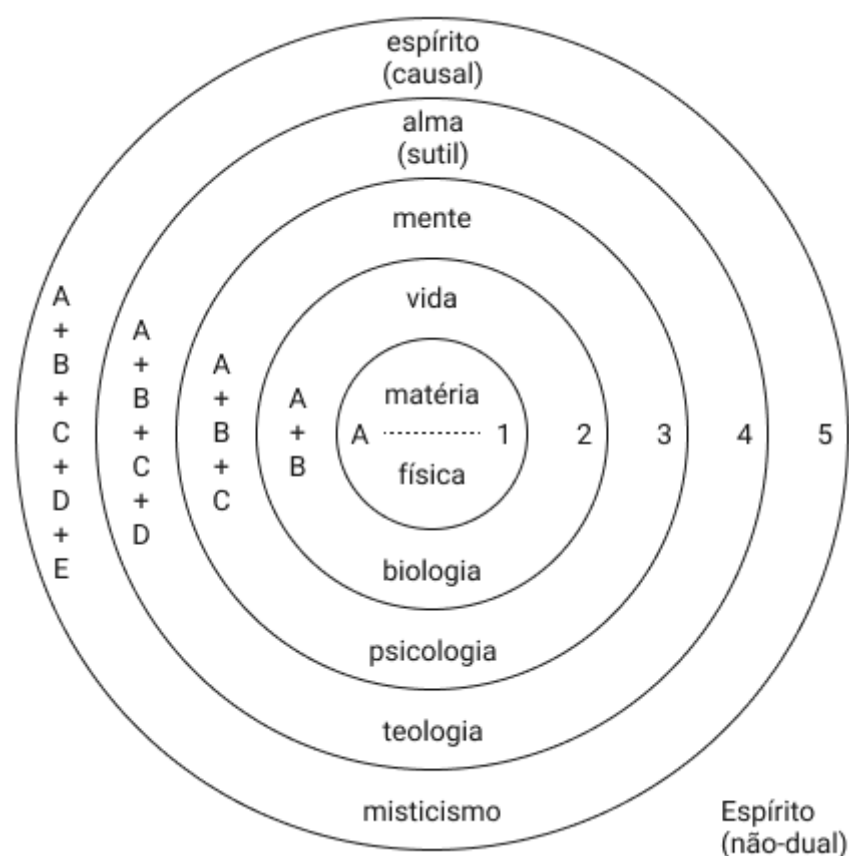 espírito
(causal)
alma
(sutil)
mente
vida
matéria
A
+
B
+
C
+
D
+
E
A
+
B
+
C
+
D
A
+
B
+
C
A
+
B
A 1 2 3 4 5
física
biologia
psicologia
teologia
misticismo
Espírito
(não-dual)